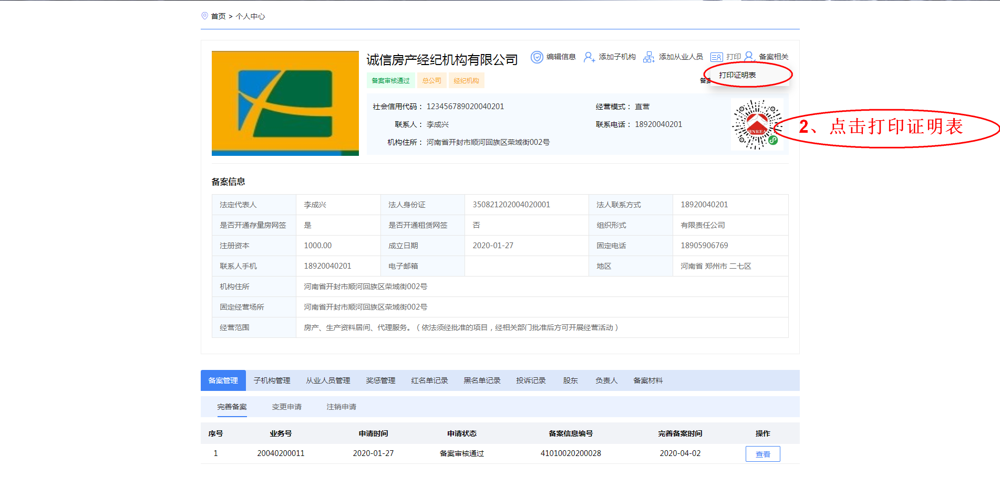 首页 > 个人中心
诚信房产经纪机构有限公司
编辑信息 添加子机构 添加从业人员 打印 备案相关
备案审核通过 总公司 经纪机构
打印证明表
社会信用代码： 123456789020040201 经营模式： 直营
联系人： 李成兴 联系电话： 18920040201
机构住所： 河南省开封市顺河回族区荣域街002号
HNREA
2、点击打印证明表
备案信息
法定代表人 李成兴 法人身份证 350821202004020001 法人联系方式 18920040201
是否开通存量房网签 是 是否开通租赁网签 否 组织形式 有限责任公司
注册资本 1000.00 成立日期 2020-01-27 固定电话 18905906769
联系人手机 18920040201 电子邮箱 地区 河南省 郑州市 二七区
机构住所 河南省开封市顺河回族区荣域街002号
固定经营场所 河南省开封市顺河回族区荣域街002号
经营范围 房产、生产资料居间、代理服务。（依法须经批准的项目，经相关部门批准后方可开展经营活动）
备案管理 子机构管理 从业人员管理 奖惩管理 红名单记录 黑名单记录 投诉记录 股东 负责人 备案材料
完善备案 变更申请 注销申请
序号 业务号 申请时间 申请状态 备案信息编号 完善备案时间 操作
1 20040200011 2020-01-27 备案审核通过 41010020200028 2020-04-02 查看